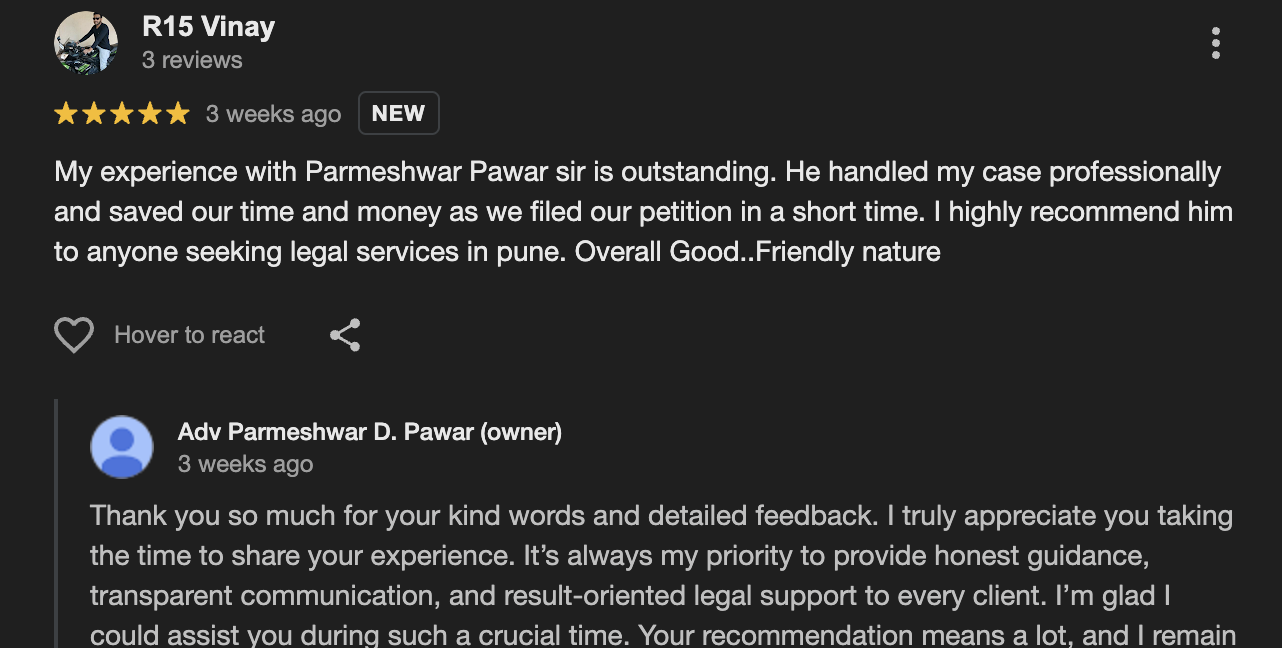 R15 Vinay
3 reviews
3 weeks ago NEW
My experience with Parmeshwar Pawar sir is outstanding. He handled my case professionally
and saved our time and money as we filed our petition in a short time. I highly recommend him
to anyone seeking legal services in pune. Overall Good..Friendly nature
Hover to react
Adv Parmeshwar D. Pawar (owner)
3 weeks ago
Thank you so much for your kind words and detailed feedback. I truly appreciate you taking
the time to share your experience. It’s always my priority to provide honest guidance,
transparent communication, and result-oriented legal support to every client. I’m glad I
could assist you during such a crucial time. Your recommendation means a lot, and I remain